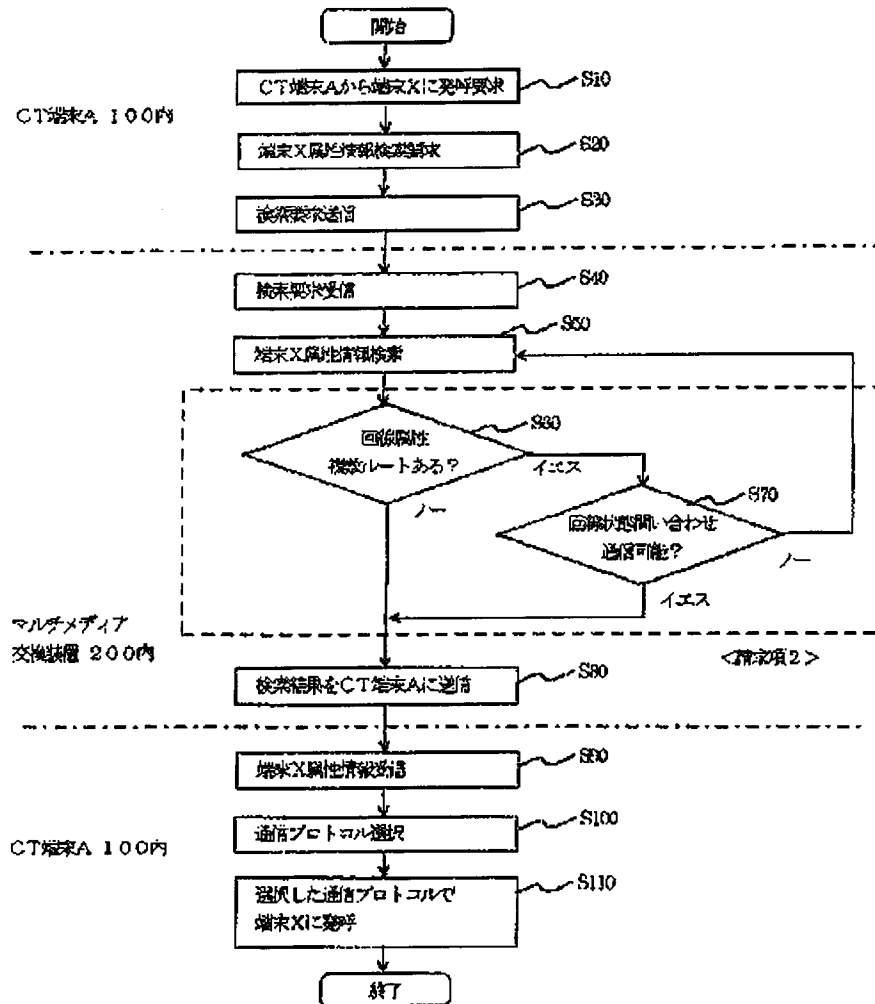 開始
CT端末Aから端末Xに発呼要求
S10
CT端末A 100内
端末X属性情報検索要求
S20
検索要求送信
S30
検索要求受信
S40
端末X属性情報検索
S50
回線属性
複数ルートある?
S60
イエス
ノー
回線状態問い合わせ
通信可能?
S70
ノー
イエス
マルチメディア
交換装置 200内
<請求項2>
検索結果をCT端末Aに送信
S80
端末X属性情報受信
S90
通信プロトコル選択
S100
CT端末A 100内
選択した通信プロトコルで
端末Xに発呼
S110
終了